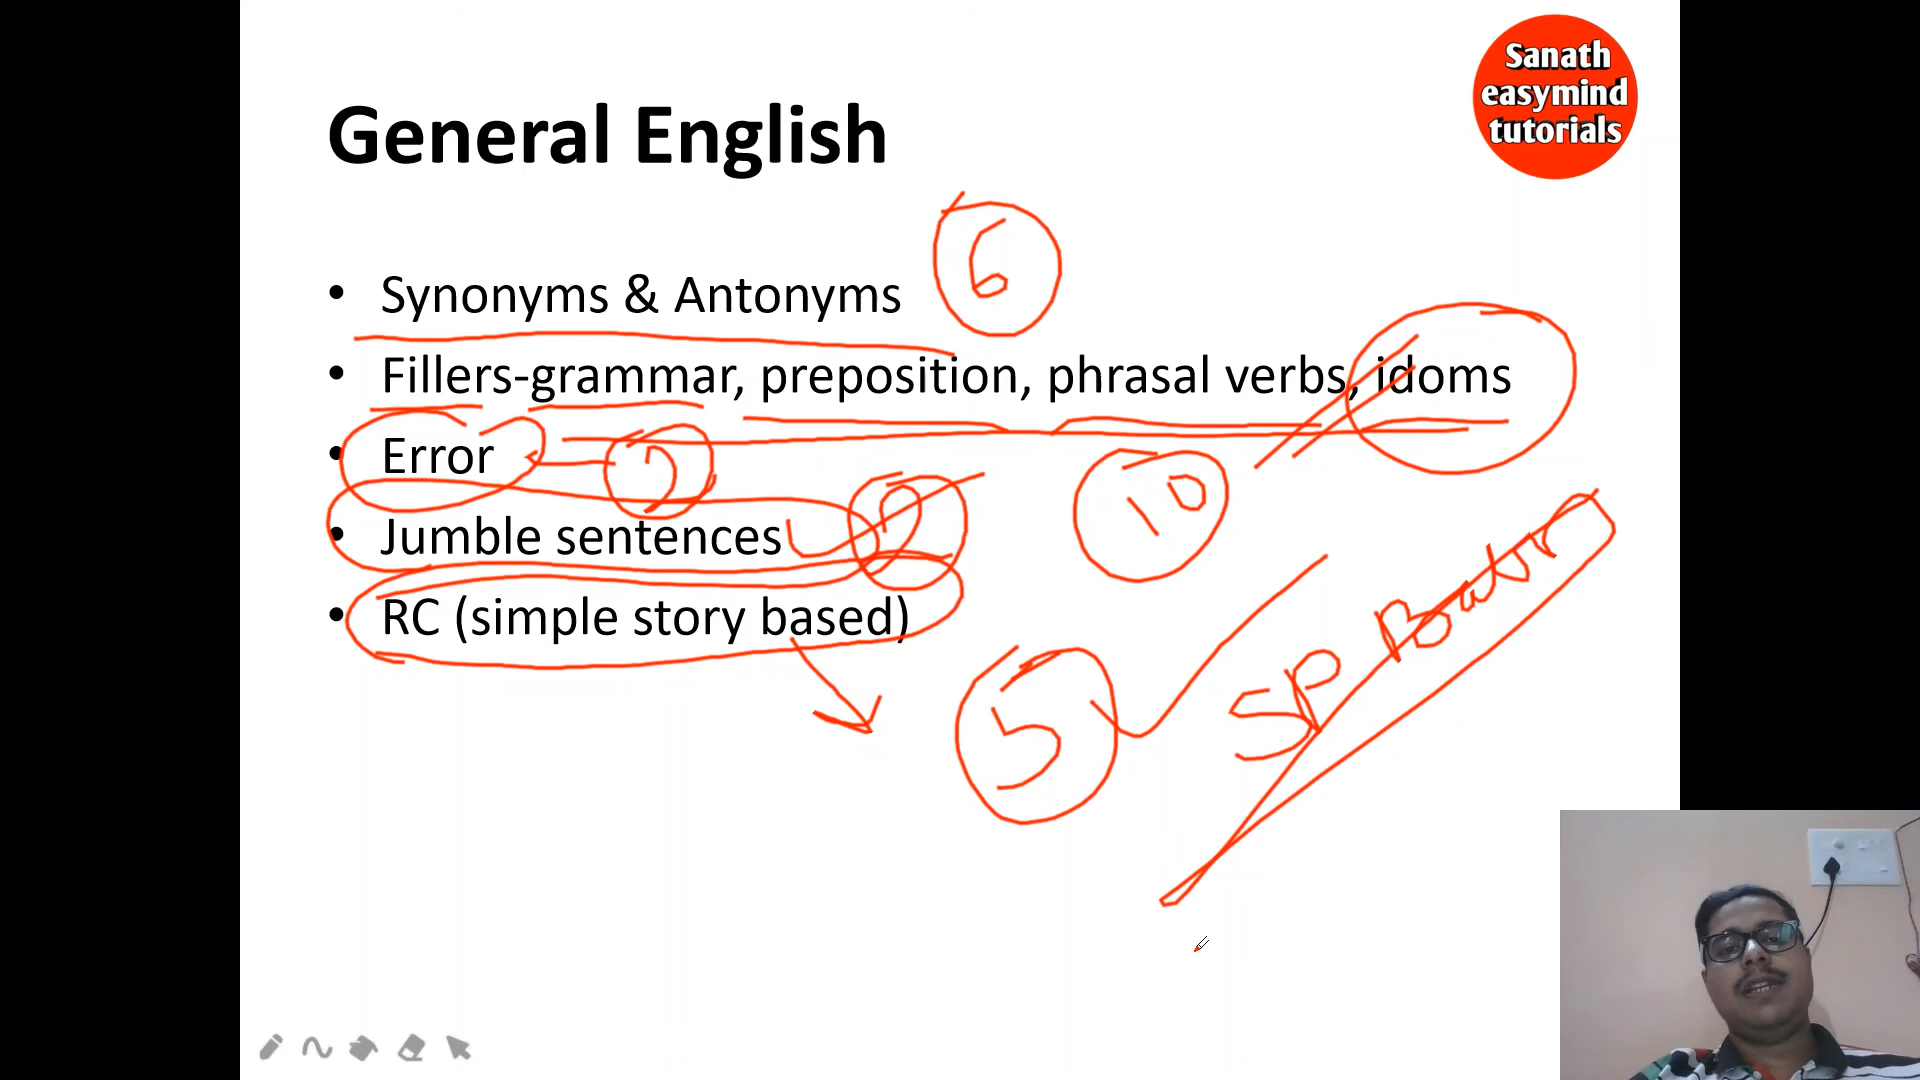 Sanath
easymind
tutorials
General English
• Synonyms & Antonyms
6
• Fillers-grammar, preposition, phrasal verbs, idoms
• Error
• Jumble sentences
10
• RC (simple story based)
5
SP